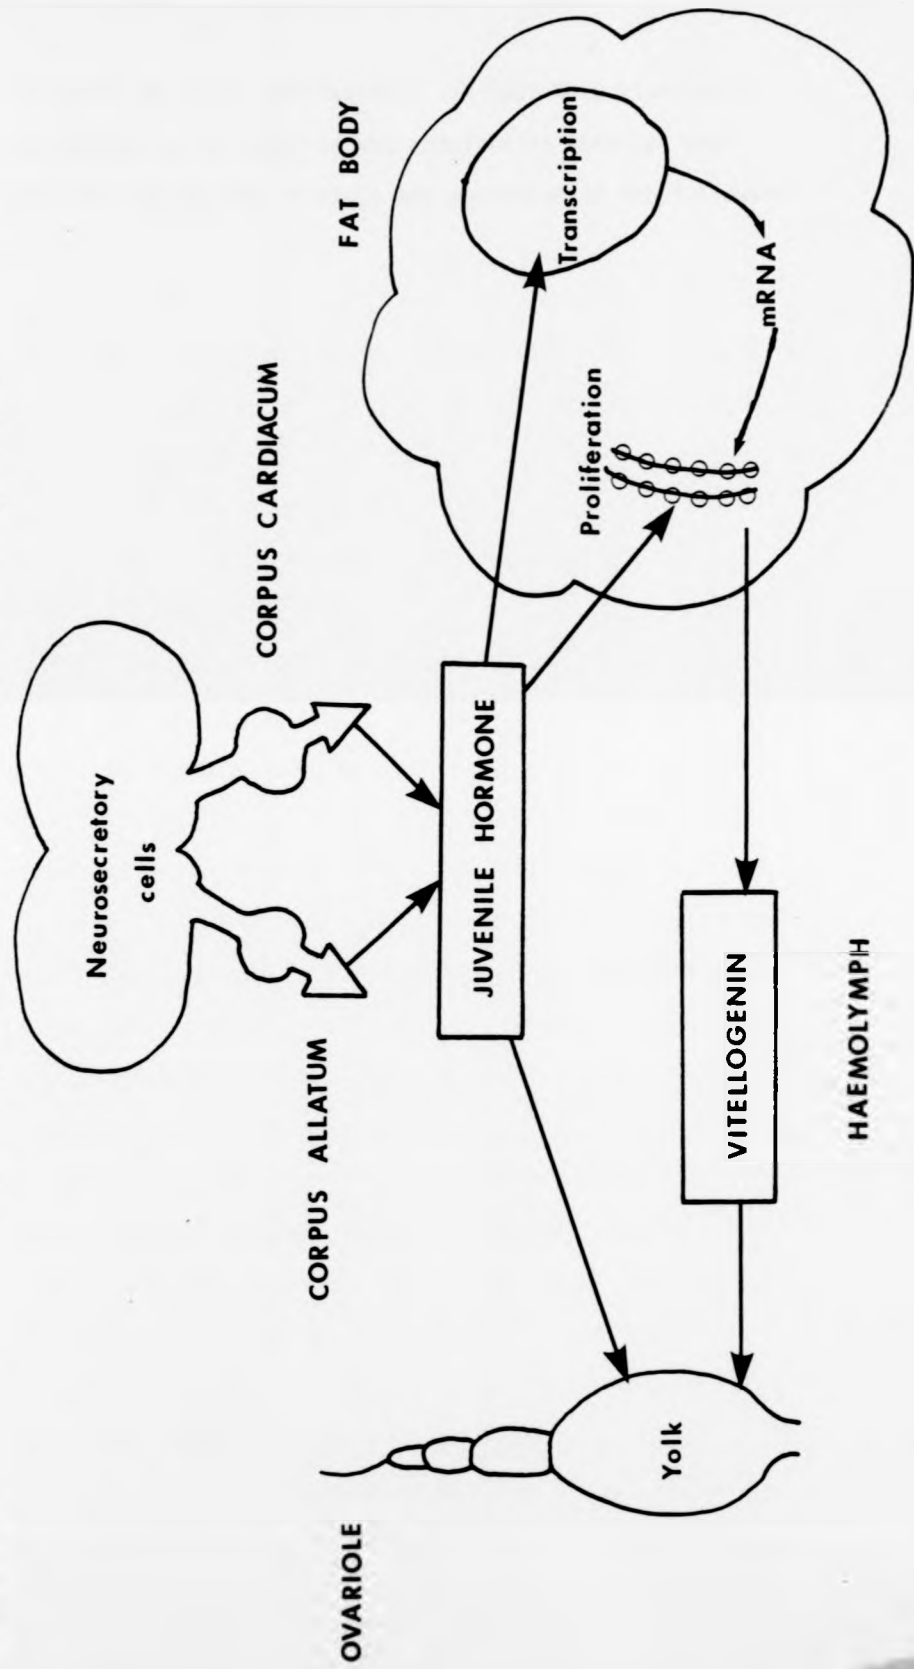 Neurosecretory
cells
CORPUS CARDIACUM
FAT BODY
CORPUS ALLATUM
JUVENILE HORMONE
Proliferation
Transcription
mRNA
OVARIOLE
Yolk
VITELLOGENIN
HAEMOLYMPH